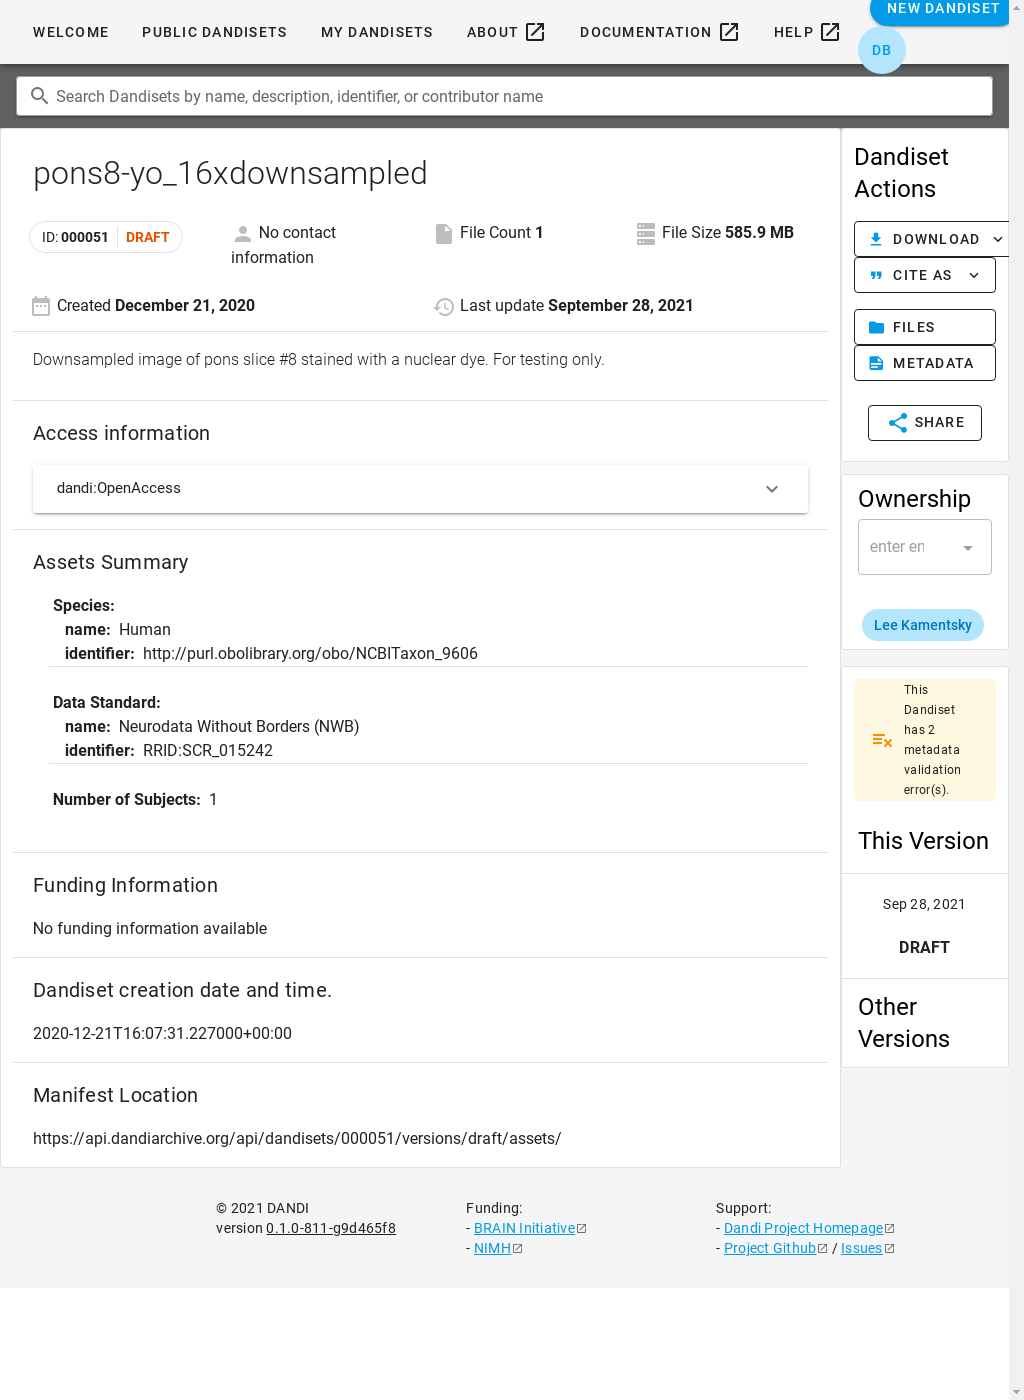 WELCOME PUBLIC DANDISETS MY DANDISETS ABOUT DOCUMENTATION HELP NEW DANDISET
DB
Search Dandisets by name, description, identifier, or contributor name
pons8-yo_16xdownsampled
ID: 000051 DRAFT
No contact
information
File Count 1
File Size 585.9 MB
Created December 21, 2020
Last update September 28, 2021
Downsampled image of pons slice #8 stained with a nuclear dye. For testing only.
Access information
dandi:OpenAccess
Assets Summary
Species:
name: Human
identifier: http://purl.obolibrary.org/obo/NCBITaxon_9606
Data Standard:
name: Neurodata Without Borders (NWB)
identifier: RRID:SCR_015242
Number of Subjects: 1
Funding Information
No funding information available
Dandiset creation date and time.
2020-12-21T16:07:31.227000+00:00
Manifest Location
https://api.dandiarchive.org/api/dandisets/000051/versions/draft/assets/
Dandiset
Actions
DOWNLOAD
CITE AS
FILES
METADATA
SHARE
Ownership
enter en
Lee Kamentsky
This
Dandiset
has 2
metadata
validation
error(s).
This Version
Sep 28, 2021
DRAFT
Other
Versions
© 2021 DANDI
version 0.1.0-811-g9d465f8
Funding:
- BRAIN Initiative
- NIMH
Support:
- Dandi Project Homepage
- Project Github / Issues